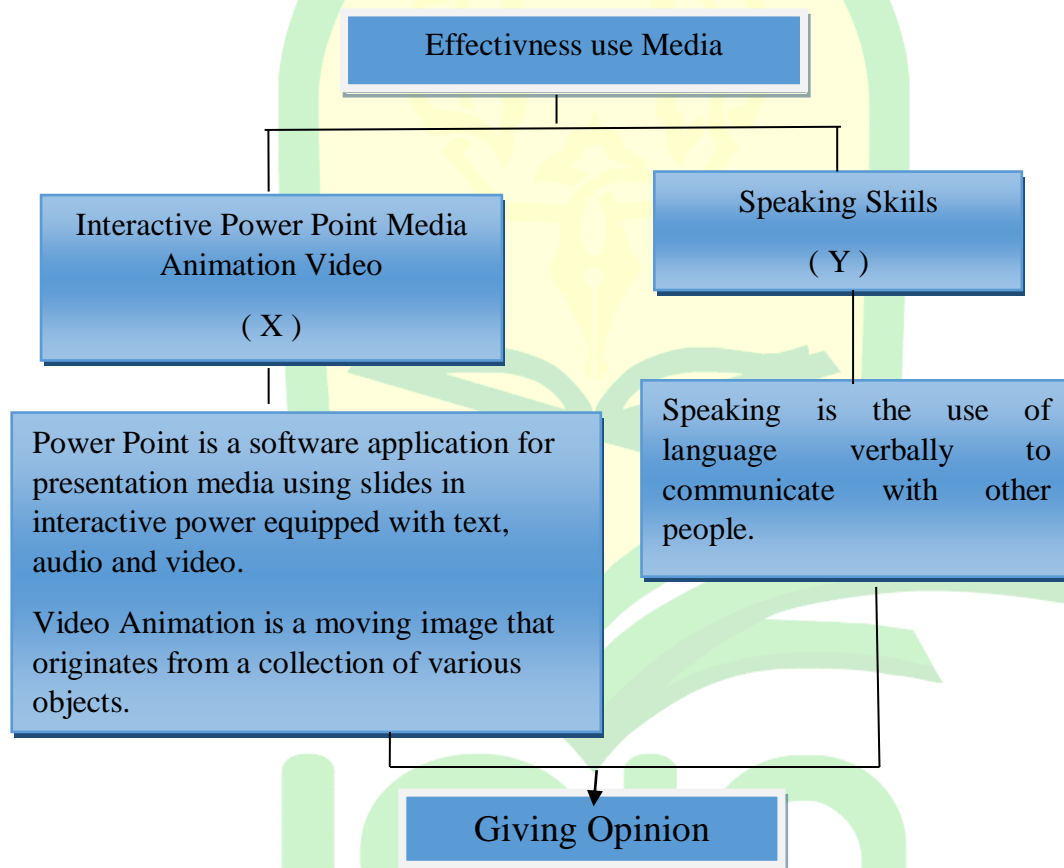 Effectivness use Media
Interactive Power Point Media
Animation Video
( X )
Speaking Skiils
( Y )
Power Point is a software application for
presentation media using slides in
interactive power equipped with text,
audio and video.
Video Animation is a moving image that
originates from a collection of various
objects.
Speaking is the use of
language verbally to
communicate with other
people.
Giving Opinion